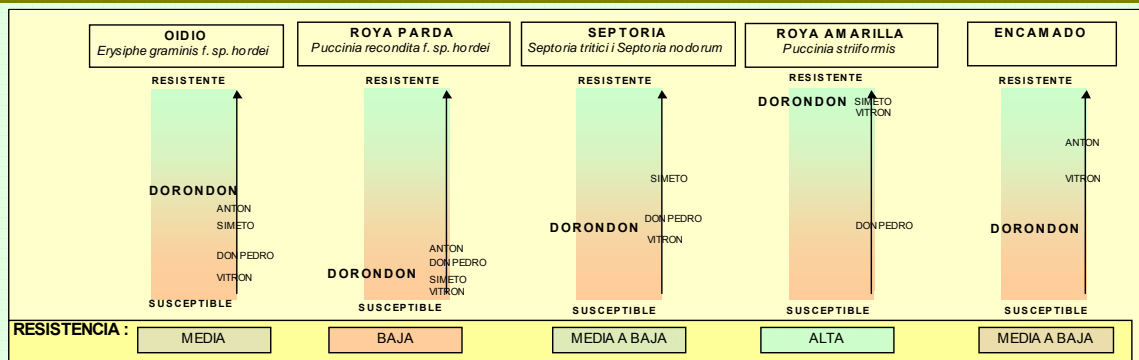 OIDIO
Erysiphe graminis f. sp. hordei
ROYA PARDA
Puccinia recondita f. sp. hordei
SEPTORIA
Septoria tritici i Septoria nodorum
ROYA AMARILLA
Puccinia striiformis
ENCAMADO
RESISTENTE
DORONDON
ANTON
SIMETO
DON PEDRO
VITRON
SUSCEPTIBLE
RESISTENTE
ANTON
DON PEDRO
DORONDON
SIMETO
VITRON
SUSCEPTIBLE
RESISTENTE
SIMETO
DON PEDRO
DORONDON
VITRON
SUSCEPTIBLE
RESISTENTE
DORONDON SIMETO
VITRON
DON PEDRO
SUSCEPTIBLE
RESISTENTE
ANTON
VITRON
DORONDON
SUSCEPTIBLE
RESISTENCIA : MEDIA BAJA MEDIA A BAJA ALTA MEDIA A BAJA